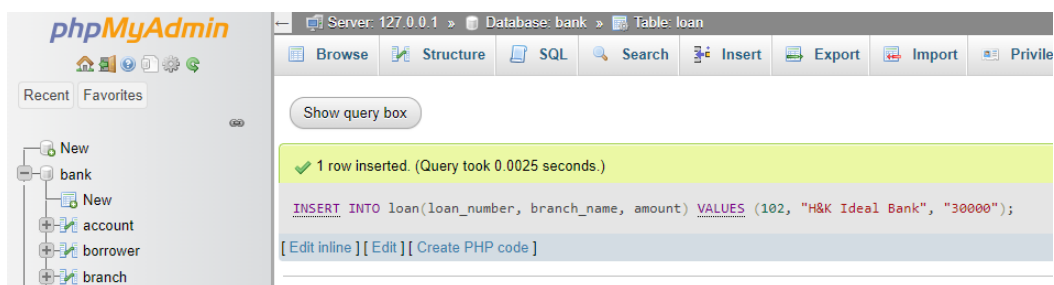 phpMyAdmin
Server: 127.0.0.1 » Database: bank » Table: loan
Browse Structure SQL Search Insert Export Import Privile
Recent Favorites
Show query box
New
1 row inserted. (Query took 0.0025 seconds.)
bank
New
INSERT INTO loan(loan_number, branch_name, amount) VALUES (102, "H&K Ideal Bank", "30000");
account
[ Edit inline ] [ Edit ] [ Create PHP code ]
borrower
branch